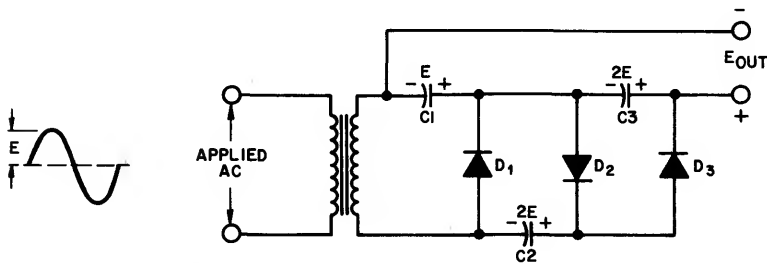 −
E OUT
E
− +
C1
2E
− +
C3
+
E
APPLIED
AC
D1
D2
D3
2E
− +
C2